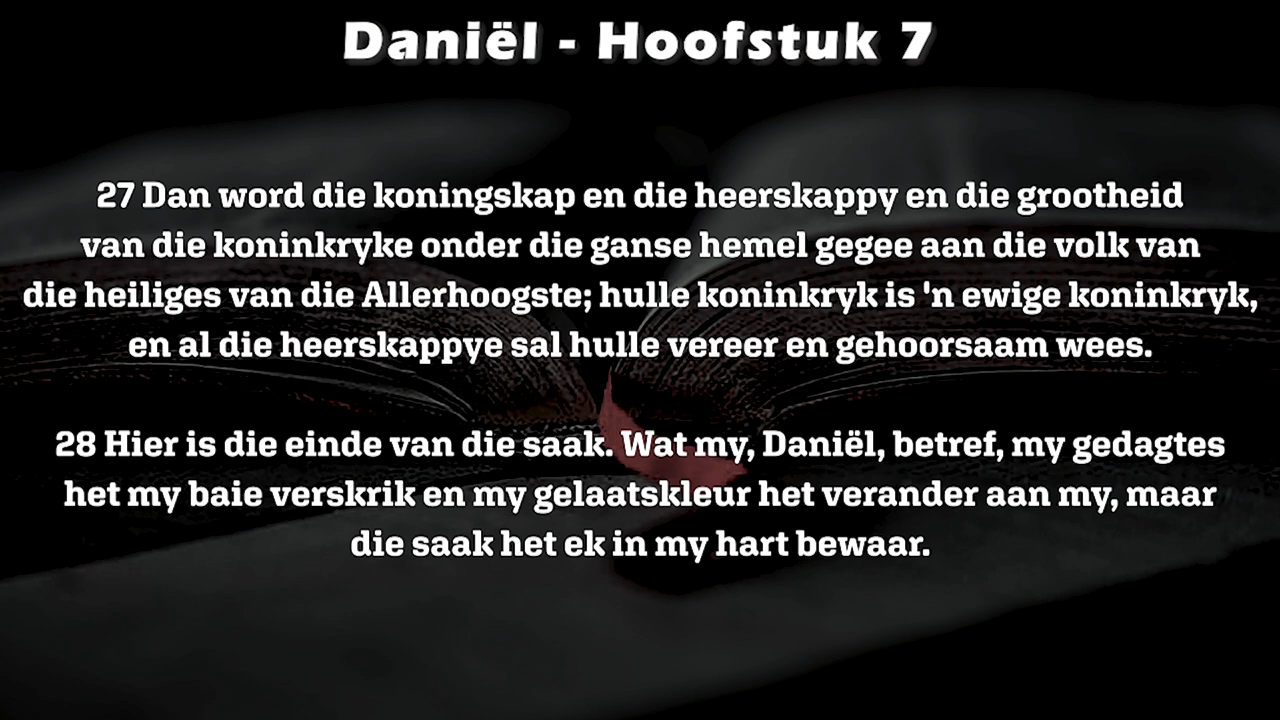 Daniël - Hoofstuk 7
27 Dan word die koningskap en die heerskappy en die grootheid
van die koninkryke onder die ganse hemel gegee aan die volk van
die heiliges van die Allerhoogste; hulle koninkryk is 'n ewige koninkryk,
en al die heerskappye sal hulle vereer en gehoorsaam wees.
28 Hier is die einde van die saak. Wat my, Daniël, betref, my gedagtes
het my baie verskrik en my gelaatskleur het verander aan my, maar
die saak het ek in my hart bewaar.